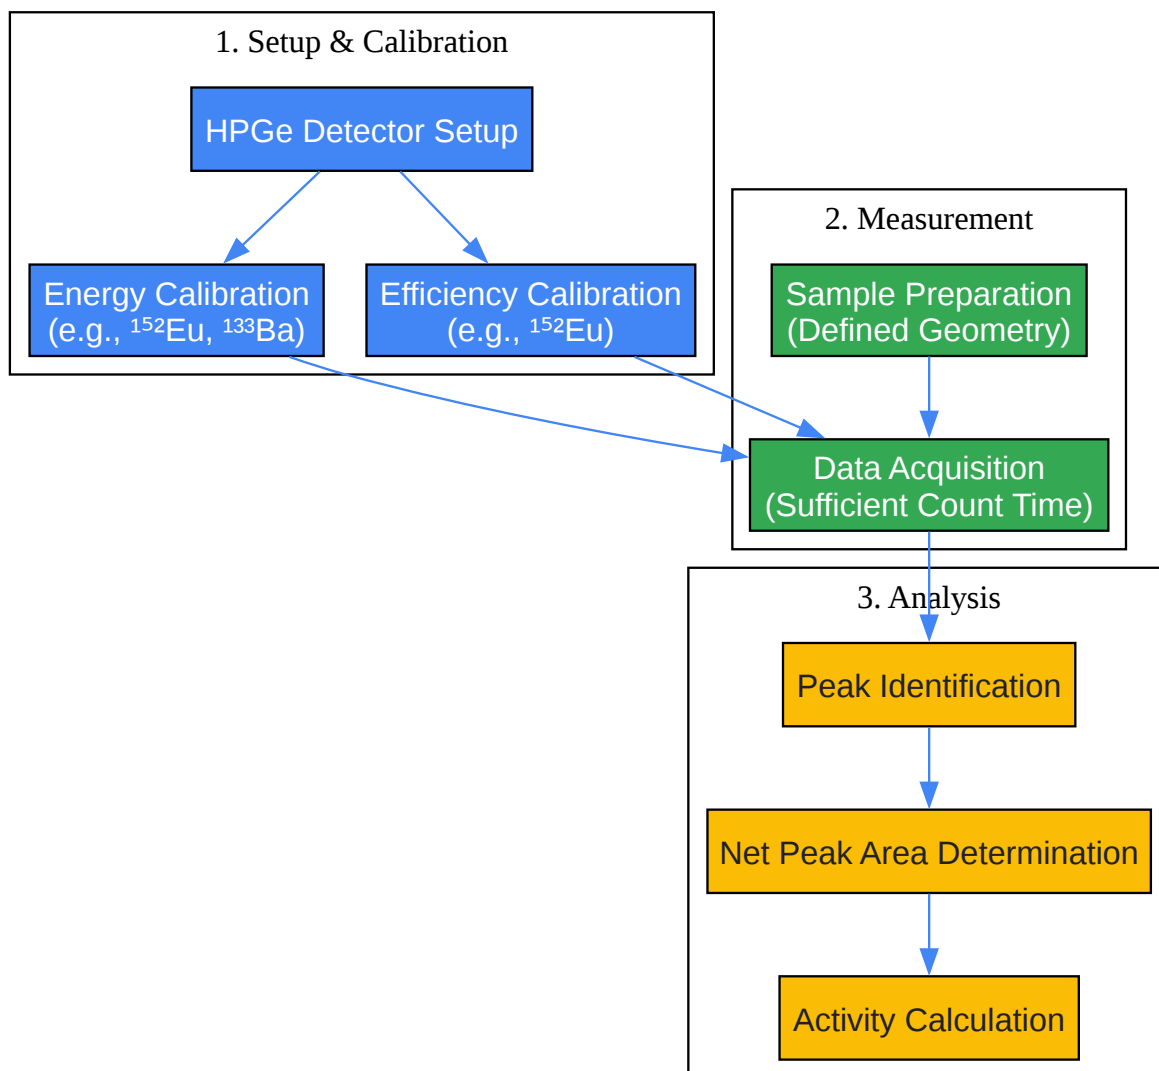 1. Setup & Calibration
HPGe Detector Setup
Energy Calibration
(e.g., ¹⁵²Eu, ¹³³Ba)
Efficiency Calibration
(e.g., ¹⁵²Eu)
2. Measurement
Sample Preparation
(Defined Geometry)
Data Acquisition
(Sufficient Count Time)
3. Analysis
Peak Identification
Net Peak Area Determination
Activity Calculation